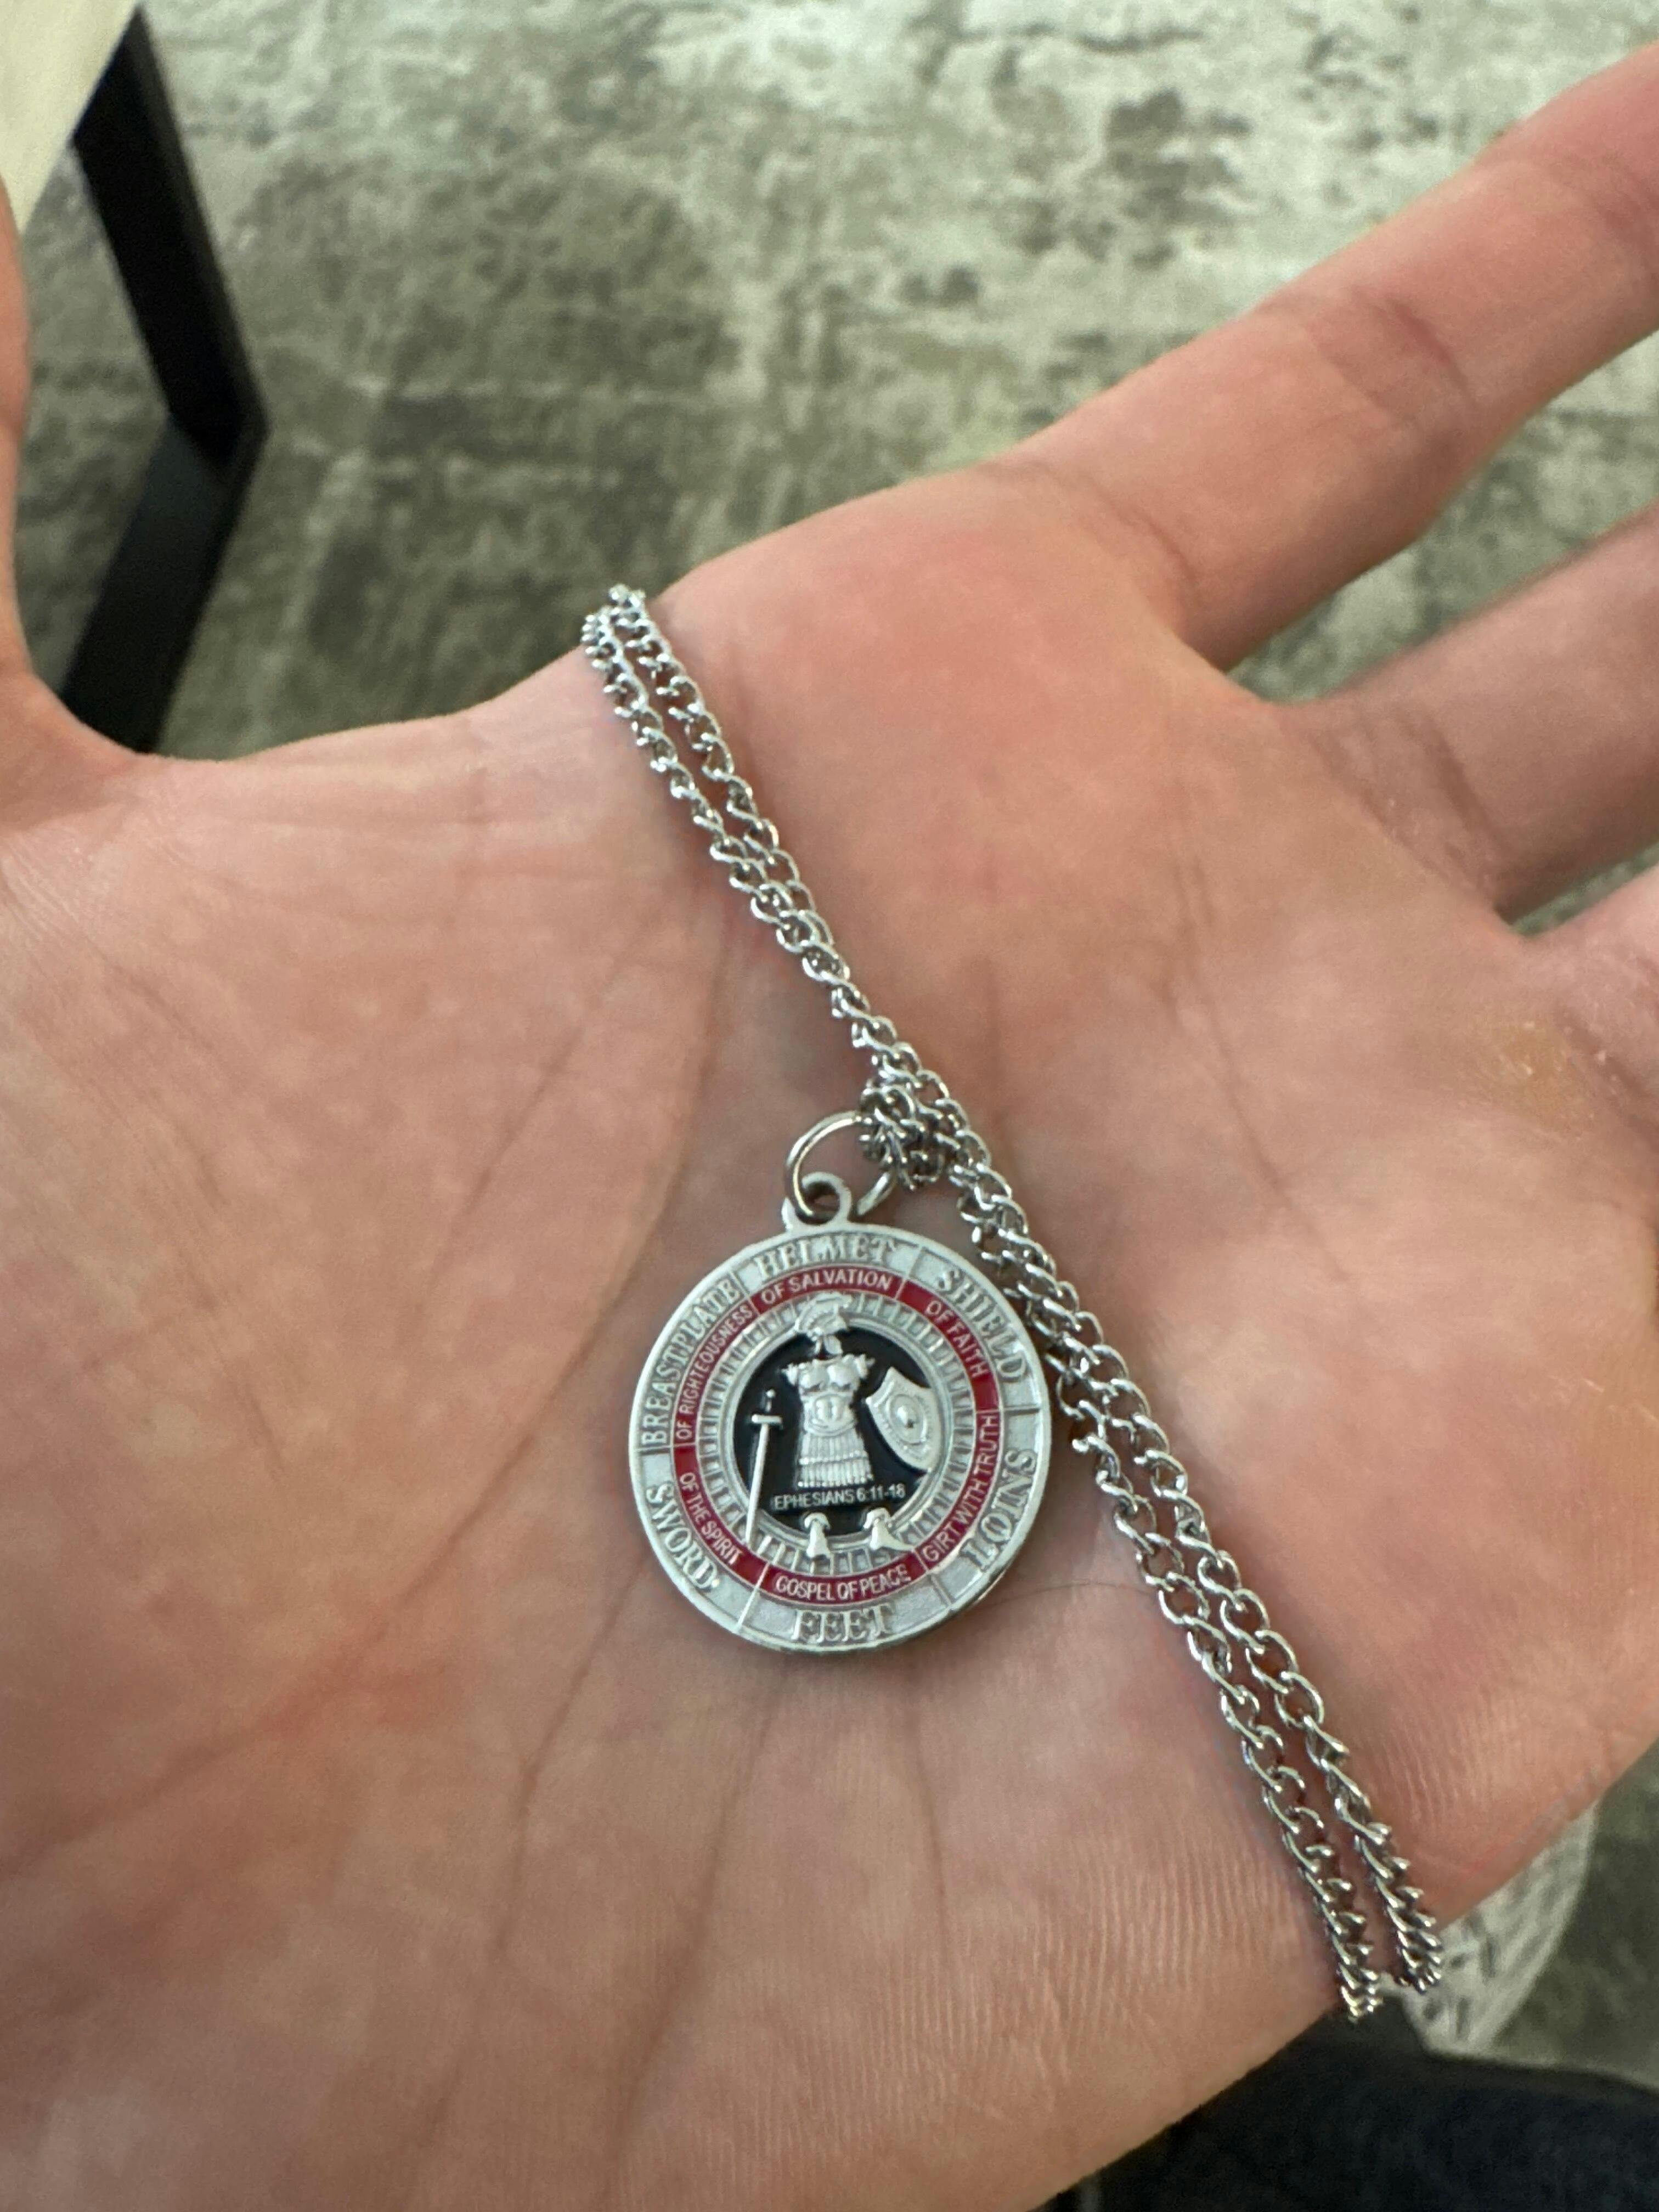 HELMET
OF SALVATION
SHIELD
OF FAITH
LOINS
GIRT WITH TRUTH
FEET
GOSPEL OF PEACE
SWORD
OF THE SPIRIT
BREASTPLATE
OF RIGHTEOUSNESS
EPHESIANS 6:11-18